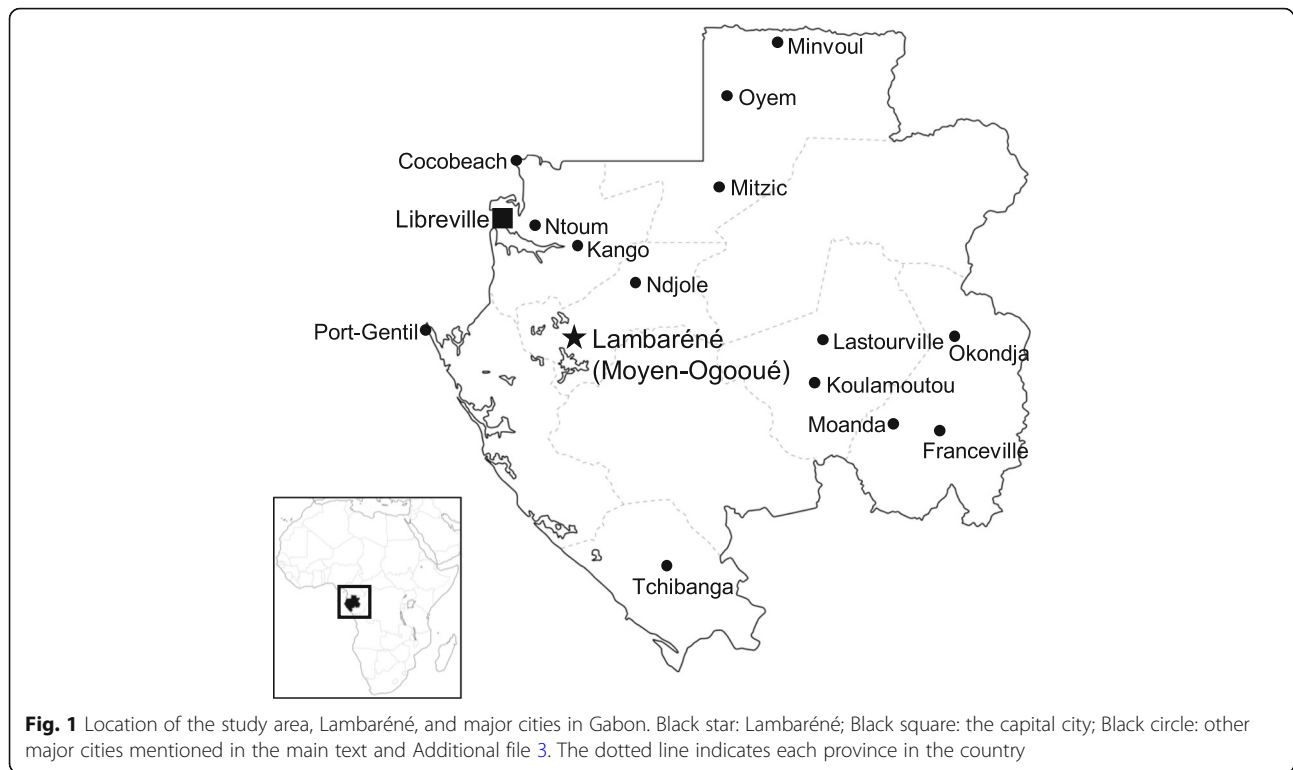 Minvoul
Oyem
Cocobeach
Mitzic
Libreville
Ntoum
Kango
Ndjole
Port-Gentil
Lambaréné
(Moyen-Ogooué)
Lastourville
Okondja
Koulamoutou
Moanda
Franceville
Tchibanga
Fig. 1 Location of the study area, Lambaréné, and major cities in Gabon. Black star: Lambaréné; Black square: the capital city; Black circle: other
major cities mentioned in the main text and Additional file 3. The dotted line indicates each province in the country